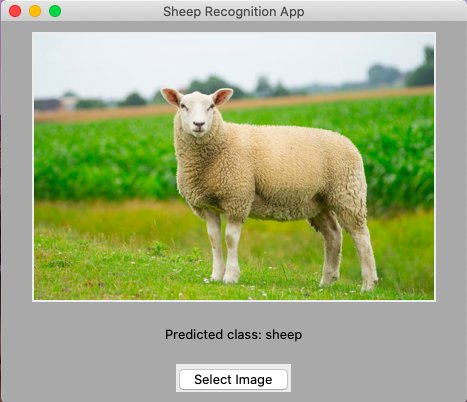 Sheep Recognition App
Predicted class: sheep
Select Image